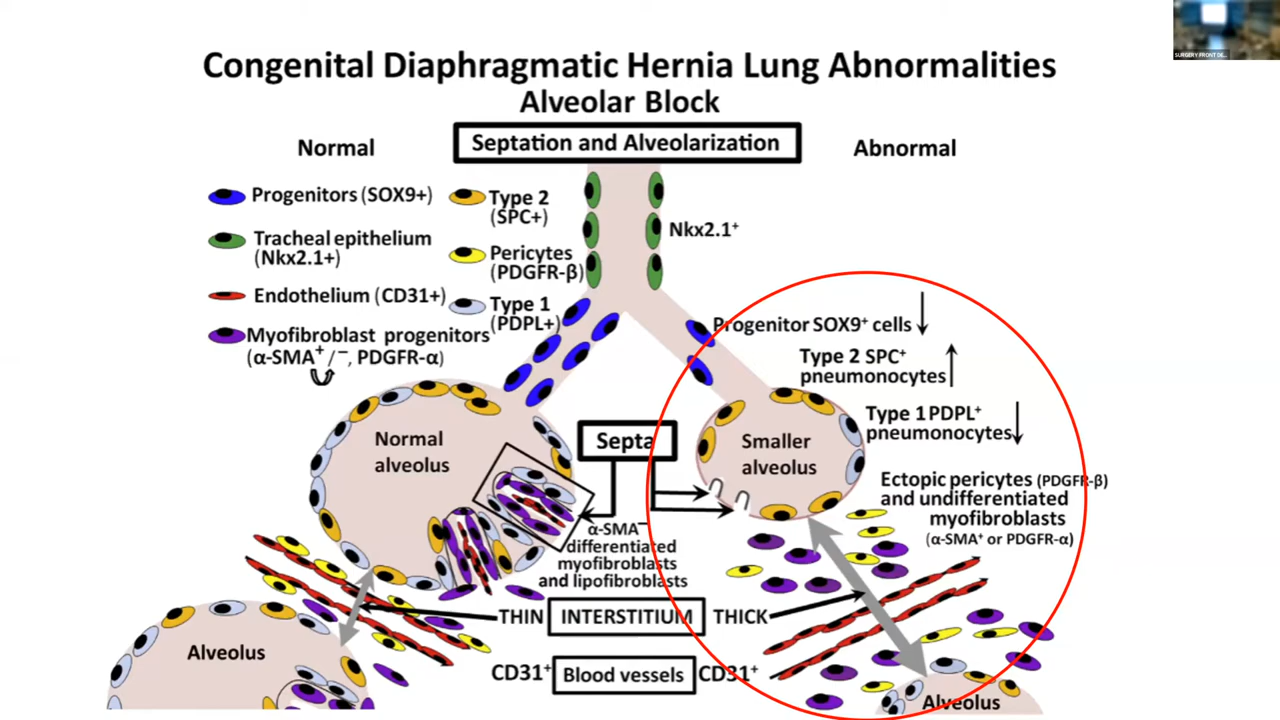 SURGERY FRONT DE...
Congenital Diaphragmatic Hernia Lung Abnormalities
Alveolar Block
Septation and Alveolarization
Normal
Abnormal
Progenitors (SOX9+)
Tracheal epithelium
(Nkx2.1+)
Endothelium (CD31+)
Myofibroblast progenitors
(α-SMA⁺/⁻, PDGFR-α)
Type 2
(SPC+)
Pericytes
(PDGFR-β)
Type 1
(PDPL+)
Nkx2.1⁺
Progenitor SOX9⁺ cells
Type 2 SPC⁺
pneumonocytes
Type 1 PDPL⁺
pneumonocytes
Normal
alveolus
Septa
Smaller
alveolus
Ectopic pericytes (PDGFR-β)
and undifferentiated
myofibroblasts
(α-SMA⁺ or PDGFR-α)
α-SMA⁻
differentiated
myofibroblasts
and lipofibroblasts
THIN INTERSTITIUM THICK
Alveolus
CD31⁺ Blood vessels CD31⁺
Alveolus